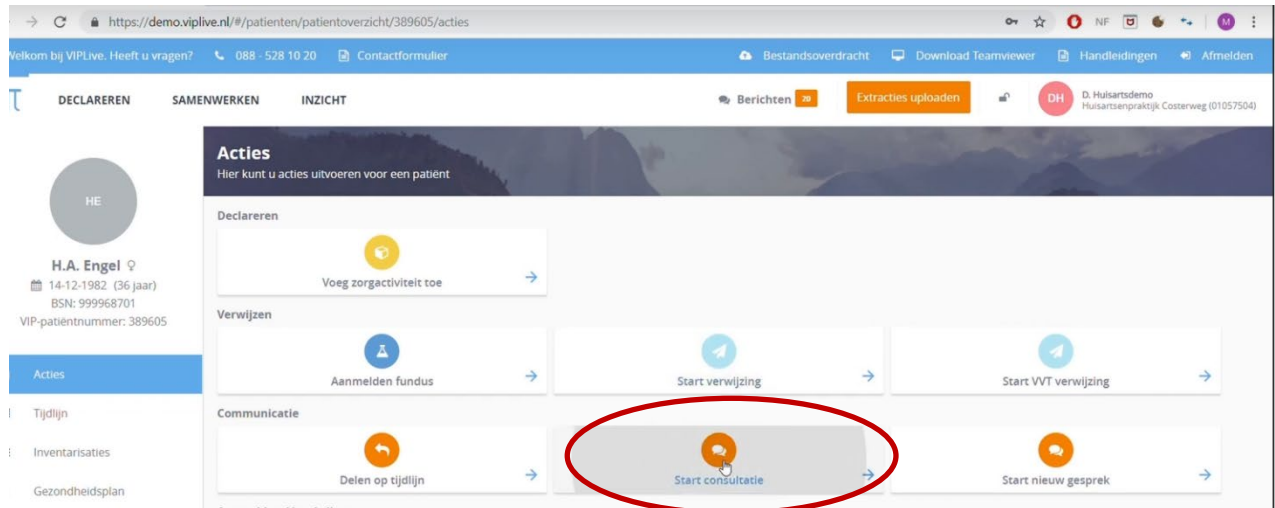 https://demo.viplive.nl/#/patienten/patientoverzicht/389605/acties
NF
M
Welkom bij VIPLive. Heeft u vragen? 088 - 528 10 20 Contactformulier Bestandsoverdracht Download Teamviewer Handleidingen Afmelden
DECLAREREN SAMENWERKEN INZICHT Berichten 20 Extracties uploaden DH D. Huisartsdemo
Huisartsenpraktijk Costerweg (01057504)
HE
H.A. Engel ♀
14-12-1982 (36 jaar)
BSN: 999968701
VIP-patiëntnummer: 389605
Acties
Tijdlijn
Inventarisaties
Gezondheidsplan
Acties
Hier kunt u acties uitvoeren voor een patiënt
Declareren
Voeg zorgactiviteit toe
Verwijzen
Aanmelden fundus Start verwijzing Start VVT verwijzing
Communicatie
Delen op tijdlijn Start consultatie Start nieuw gesprek